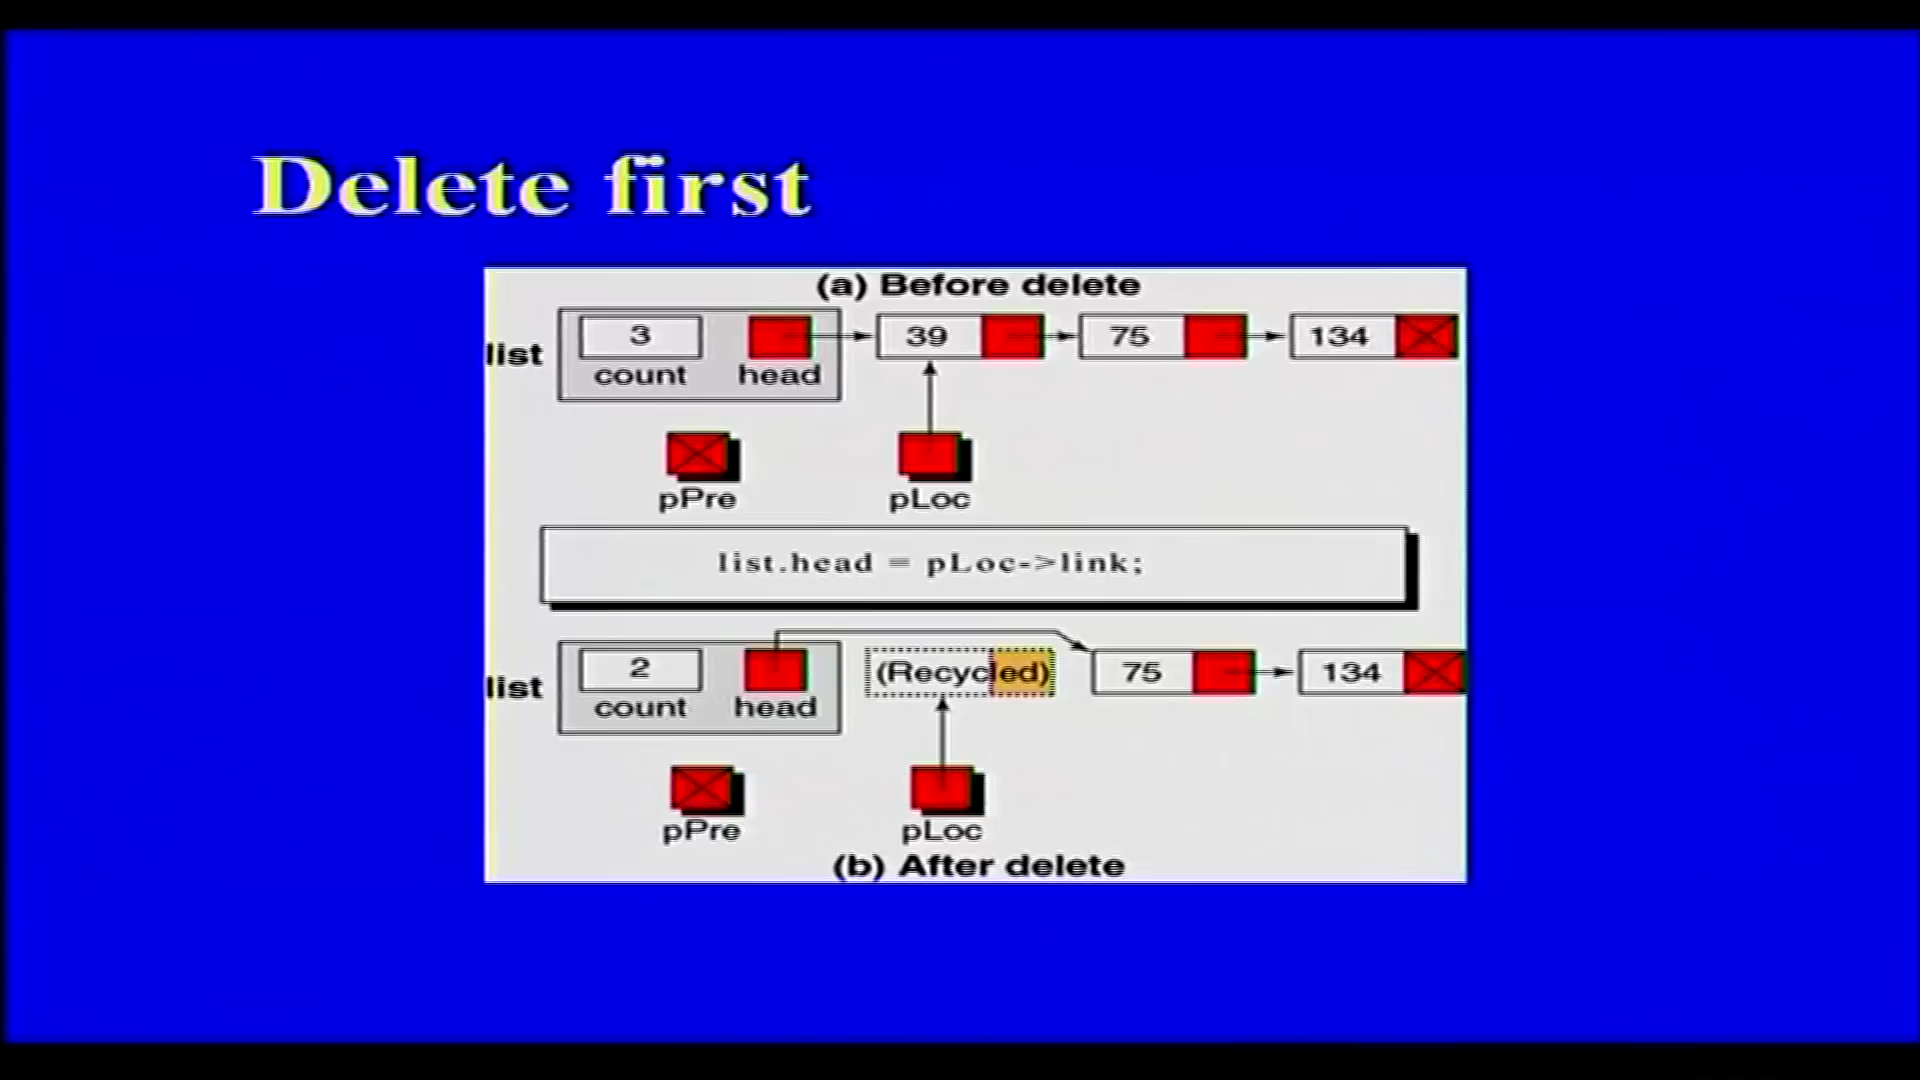 Delete first
(a) Before delete
list 3 39 75 134
count head
pPre pLoc
list.head = pLoc->link;
list 2 (Recycled) 75 134
count head
pPre pLoc
(b) After delete